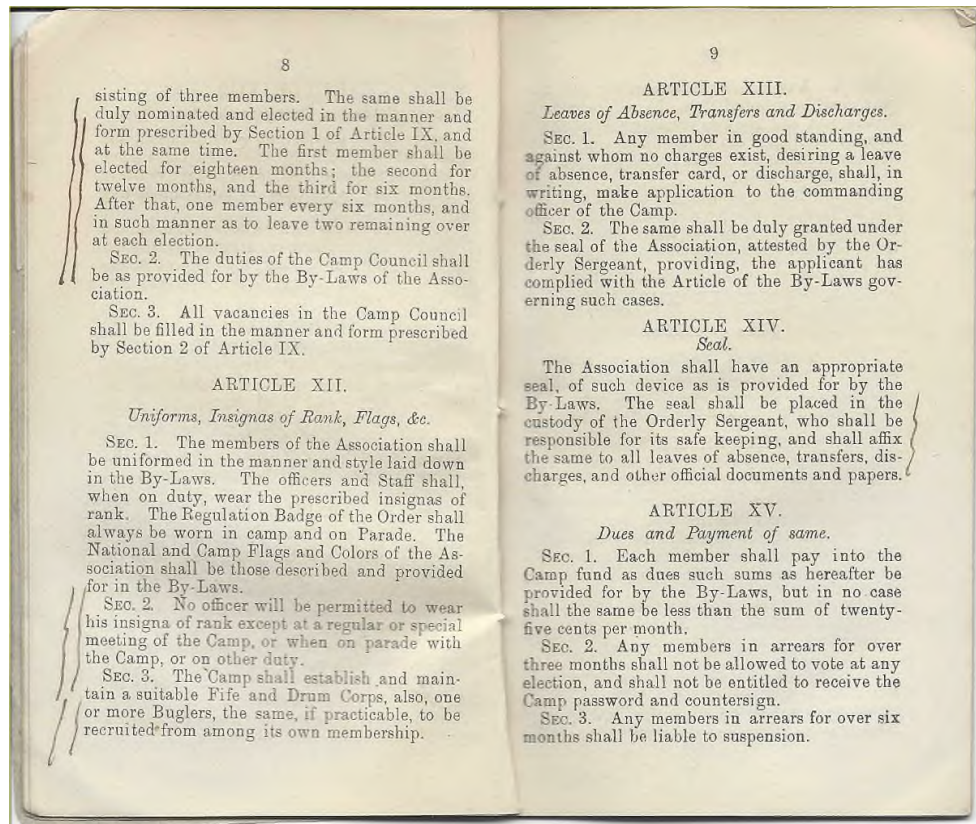 8
sisting of three members. The same shall be
duly nominated and elected in the manner and
form prescribed by Section 1 of Article IX, and
at the same time. The first member shall be
elected for eighteen months; the second for
twelve months, and the third for six months.
After that, one member every six months, and
in such manner as to leave two remaining over
at each election.
SEC. 2. The duties of the Camp Council shall
be as provided for by the By-Laws of the Asso-
ciation.
SEC. 3. All vacancies in the Camp Council
shall be filled in the manner and form prescribed
by Section 2 of Article IX.
ARTICLE XII.
Uniforms, Insignas of Rank, Flags, &c.
SEC. 1. The members of the Association shall
be uniformed in the manner and style laid down
in the By-Laws. The officers and Staff shall,
when on duty, wear the prescribed insignas of
rank. The Regulation Badge of the Order shall
always be worn in camp and on Parade. The
National and Camp Flags and Colors of the As-
sociation shall be those described and provided
for in the By-Laws.
SEC. 2. No officer will be permitted to wear
his insigna of rank except at a regular or special
meeting of the Camp, or when on parade with
the Camp, or on other duty.
SEC. 3. The Camp shall establish and main-
tain a suitable Fife and Drum Corps, also, one
or more Buglers, the same, if practicable, to be
recruited from among its own membership.
9
ARTICLE XIII.
Leaves of Absence, Transfers and Discharges.
SEC. 1. Any member in good standing, and
against whom no charges exist, desiring a leave
of absence, transfer card, or discharge, shall, in
writing, make application to the commanding
officer of the Camp.
SEC. 2. The same shall be duly granted under
the seal of the Association, attested by the Or-
derly Sergeant, providing, the applicant has
complied with the Article of the By-Laws gov-
erning such cases.
ARTICLE XIV.
Seal.
The Association shall have an appropriate
seal, of such device as is provided for by the
By-Laws. The seal shall be placed in the
custody of the Orderly Sergeant, who shall be
responsible for its safe keeping, and shall affix
the same to all leaves of absence, transfers, dis-
charges, and other official documents and papers.
ARTICLE XV.
Dues and Payment of same.
SEC. 1. Each member shall pay into the
Camp fund as dues such sums as hereafter be
provided for by the By-Laws, but in no case
shall the same be less than the sum of twenty-
five cents per month.
SEC. 2. Any members in arrears for over
three months shall not be allowed to vote at any
election, and shall not be entitled to receive the
Camp password and countersign.
SEC. 3. Any members in arrears for over six
months shall be liable to suspension.